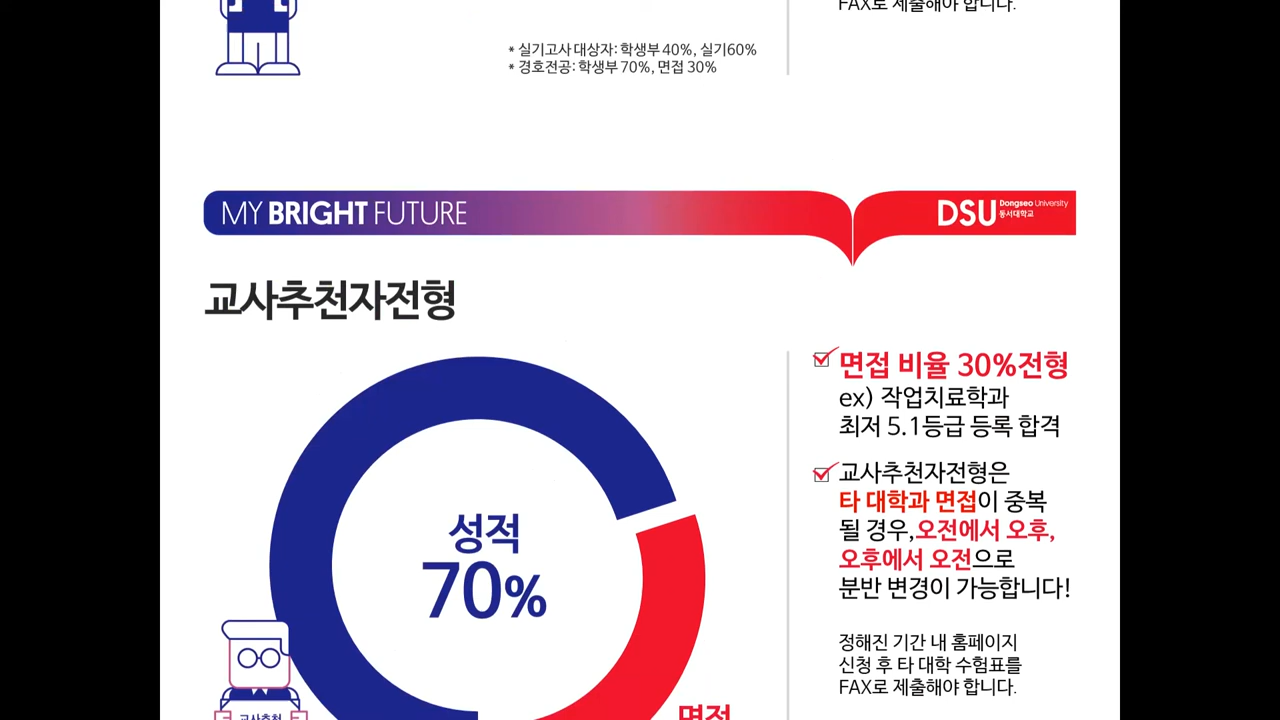 FAX로 제출해야 합니다.
* 실기고사 대상자: 학생부 40%, 실기60%
* 경호전공: 학생부 70%, 면접 30%
MY BRIGHT FUTURE
DSU Dongseo University
동서대학교
교사추천자전형
성적
70%
면접
교사추천
면접 비율 30%전형
ex) 작업치료학과
최저 5.1등급 등록 합격
교사추천자전형은
타 대학과 면접이 중복
될 경우,오전에서 오후,
오후에서 오전으로
분반 변경이 가능합니다!
정해진 기간 내 홈페이지
신청 후 타 대학 수험표를
FAX로 제출해야 합니다.